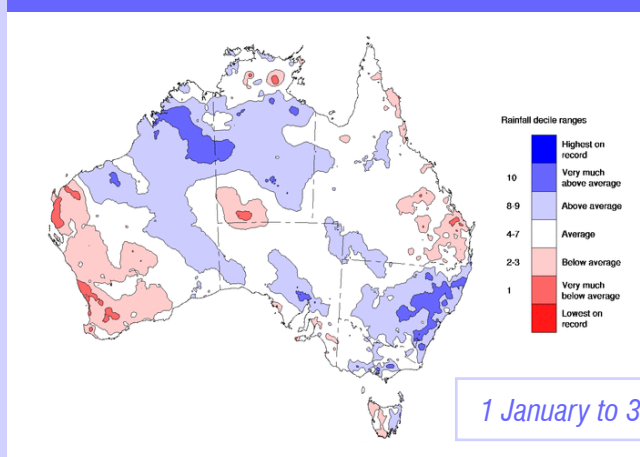 Rainfall decile ranges
Highest on
record
10
Very much
above average
8-9
Above average
4-7
Average
2-3
Below average
1
Very much
below average
Lowest on
record
1 January to 3